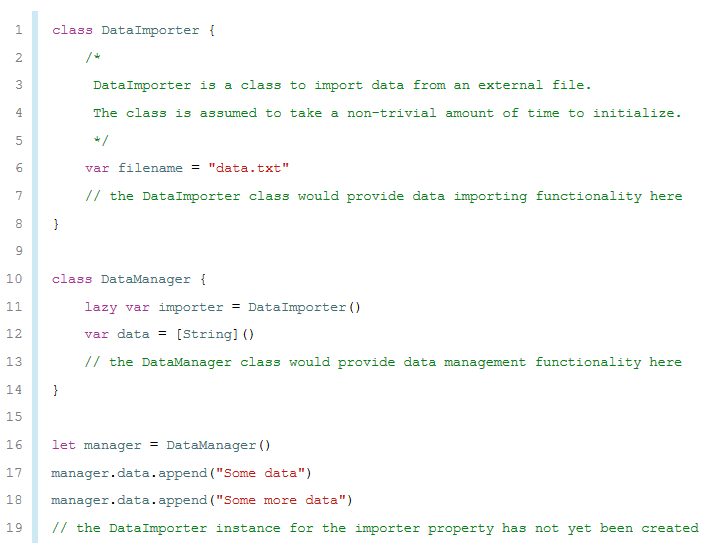 1 class DataImporter {
2 /*
3 DataImporter is a class to import data from an external file.
4 The class is assumed to take a non-trivial amount of time to initialize.
5 */
6 var filename = "data.txt"
7 // the DataImporter class would provide data importing functionality here
8 }
9
10 class DataManager {
11 lazy var importer = DataImporter()
12 var data = [String]()
13 // the DataManager class would provide data management functionality here
14 }
15
16 let manager = DataManager()
17 manager.data.append("Some data")
18 manager.data.append("Some more data")
19 // the DataImporter instance for the importer property has not yet been created